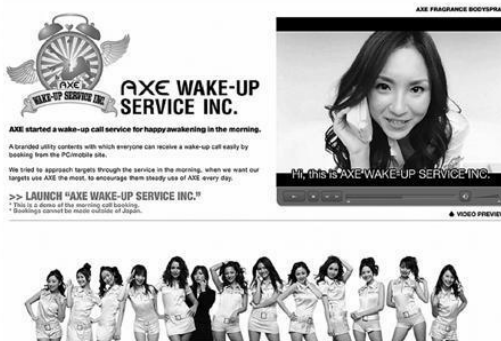 AXE FRAGRANCE BODYSPRA
AXE
WAKE-UP SERVICE INC.
AXE WAKE-UP
SERVICE INC.
AXE started a wake-up call service for happy awakening in the morning.
A branded utility contents with which everyone can receive a wake-up call easily by
booking from the PC/mobile site.
We tried to approach targets through the service in the morning, when we want our
targets use AXE the most, to encourage them steady use of AXE every day.
>> LAUNCH "AXE WAKE-UP SERVICE INC."
* This is a demo of the morning call booking.
* Bookings cannot be made outside of Japan.
Hi, this is AXE WAKE-UP SERVICE INC.
VIDEO PREVIE